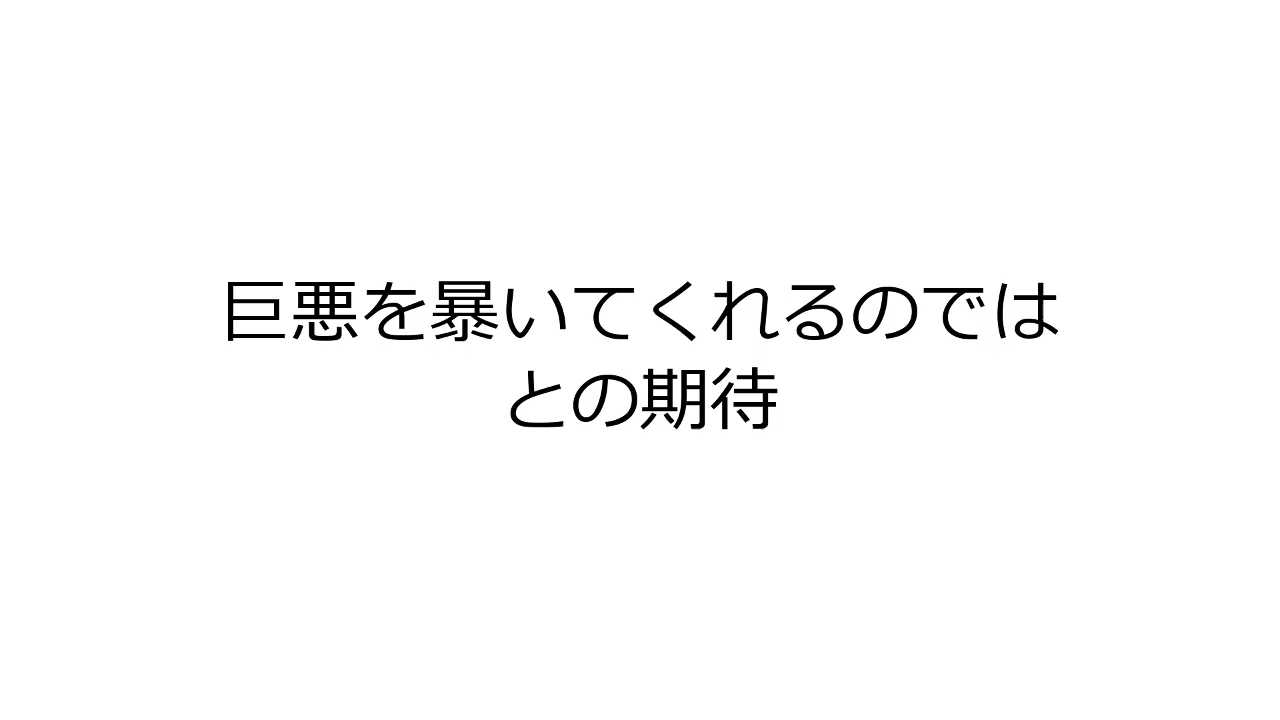 巨悪を暴いてくれるのでは
との期待